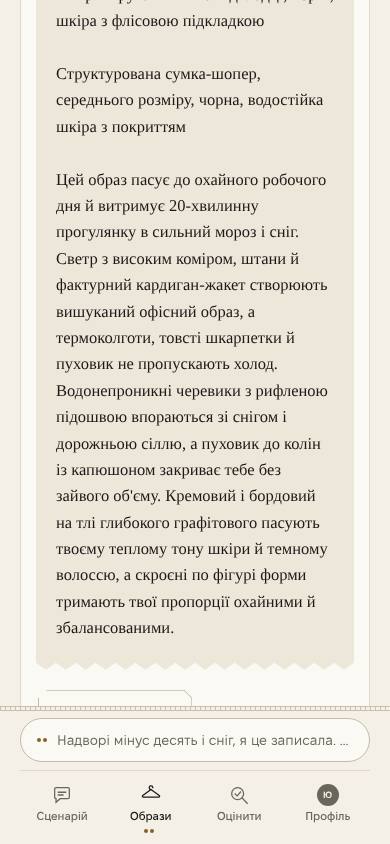 шкіра з флісовою підкладкою
Структурована сумка-шопер,
середнього розміру, чорна, водостійка
шкіра з покриттям
Цей образ пасує до охайного робочого
дня й витримує 20-хвилинну
прогулянку в сильний мороз і сніг.
Светр з високим коміром, штани й
фактурний кардиган-жакет створюють
вишуканий офісний образ, а
термоколготи, товсті шкарпетки й
пуховик не пропускають холод.
Водонепроникні черевики з рифленою
підошвою впораються зі снігом і
дорожньою сіллю, а пуховик до колін
із капюшоном закриває тебе без
зайвого об'єму. Кремовий і бордовий
на тлі глибокого графітового пасують
твоєму теплому тону шкіри й темному
волоссю, а скроєні по фігурі форми
тримають твої пропорції охайними й
збалансованими.
Надворі мінус десять і сніг, я це записала. ...
Сценарій
Образи
Оцінити
Ю
Профіль